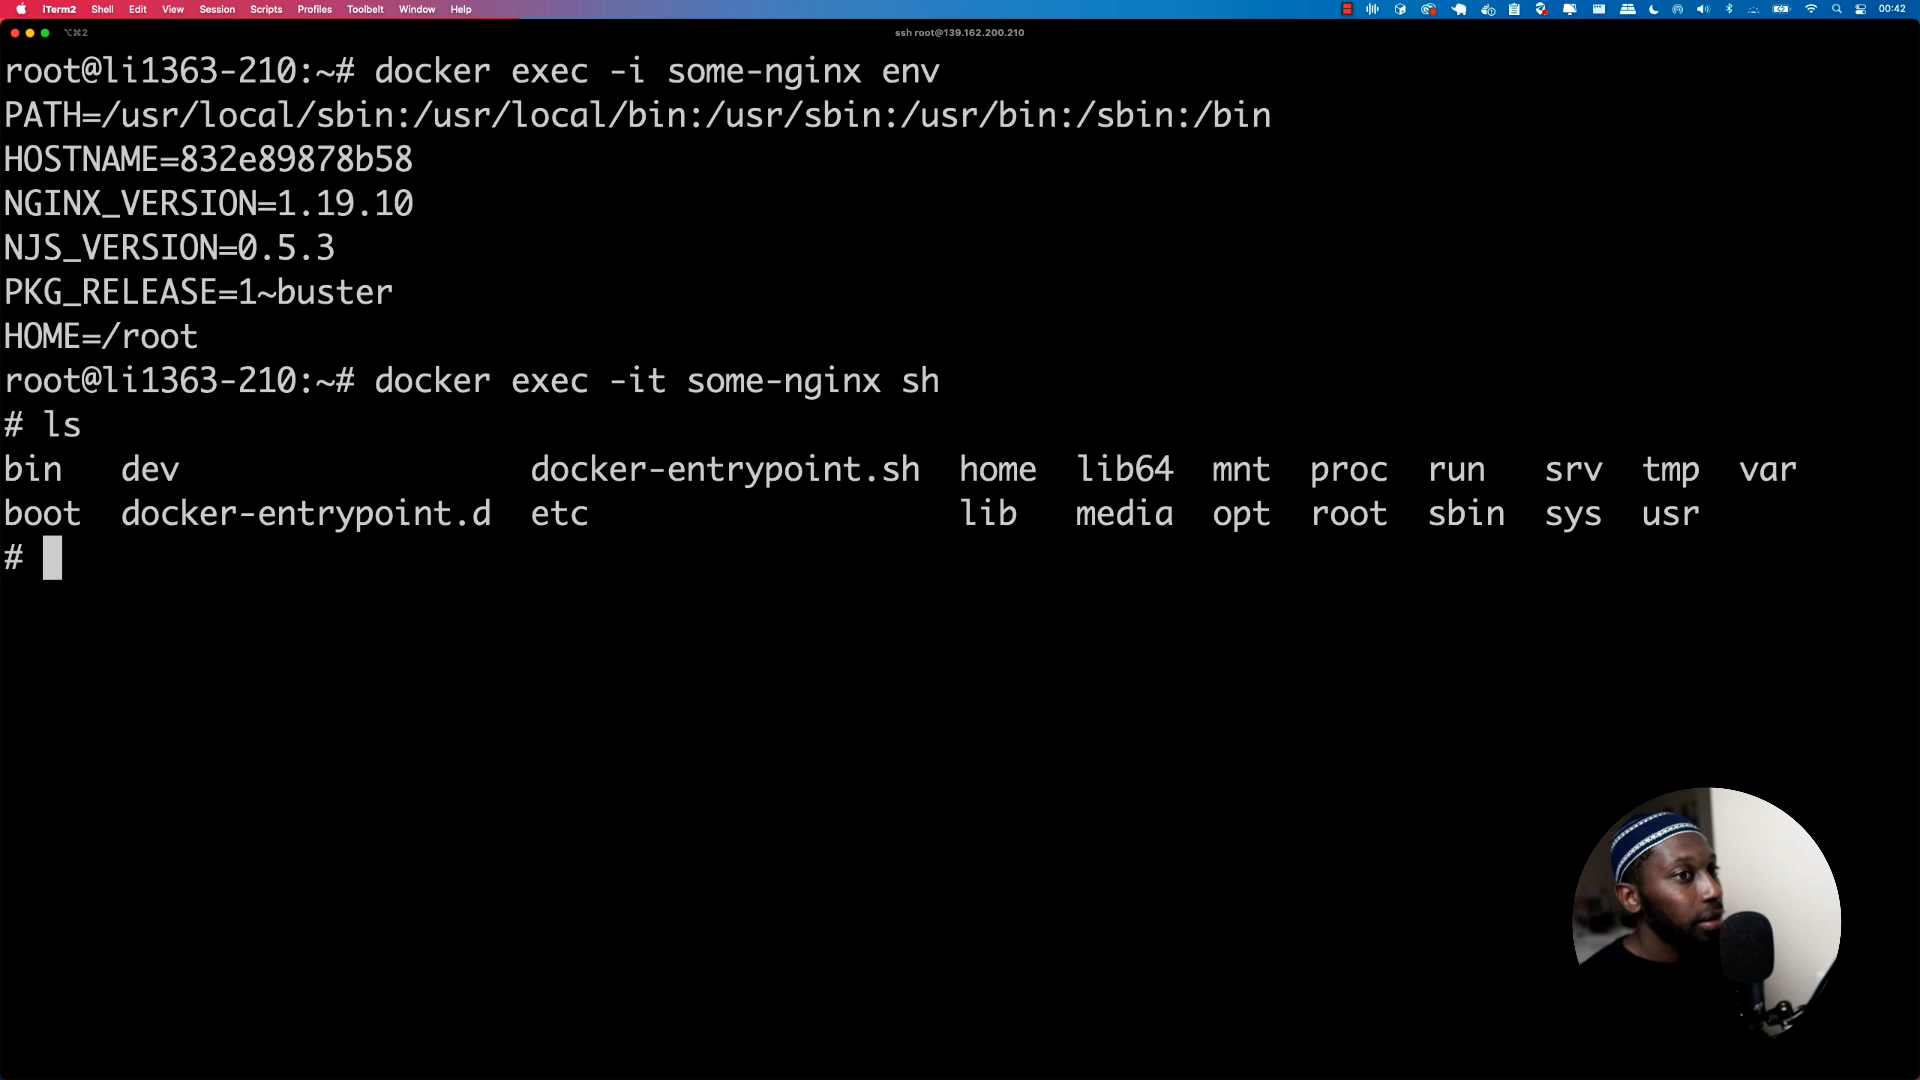 iTerm2 Shell Edit View Session Scripts Profiles Toolbelt Window Help 00:42
⌥⌘2 ssh root@139.162.200.210
root@li1363-210:~# docker exec -i some-nginx env
PATH=/usr/local/sbin:/usr/local/bin:/usr/sbin:/usr/bin:/sbin:/bin
HOSTNAME=832e89878b58
NGINX_VERSION=1.19.10
NJS_VERSION=0.5.3
PKG_RELEASE=1~buster
HOME=/root
root@li1363-210:~# docker exec -it some-nginx sh
# ls
bin dev docker-entrypoint.sh home lib64 mnt proc run srv tmp var
boot docker-entrypoint.d etc lib media opt root sbin sys usr
#